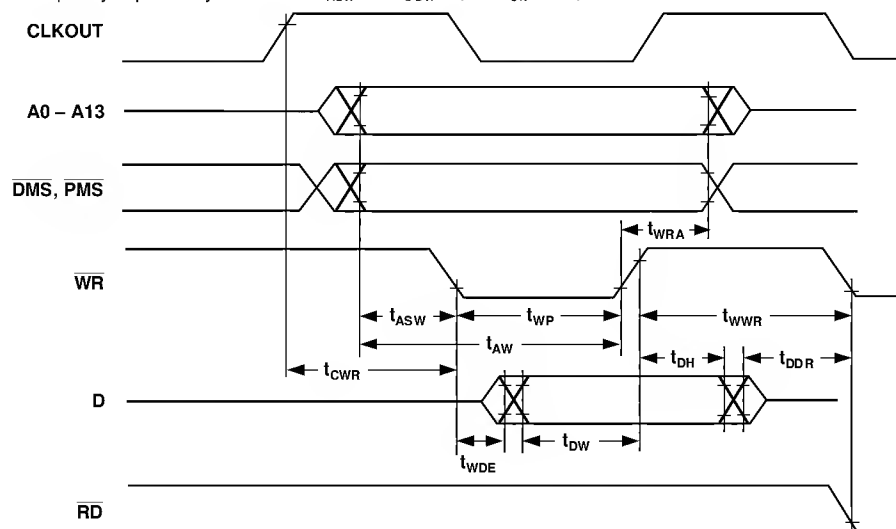 CLKOUT
A0 – A13
DMS, PMS
tWRA
WR
tASW
tWP
tWWR
tAW
tDH
tDDR
tCWR
D
tWDE
tDW
RD